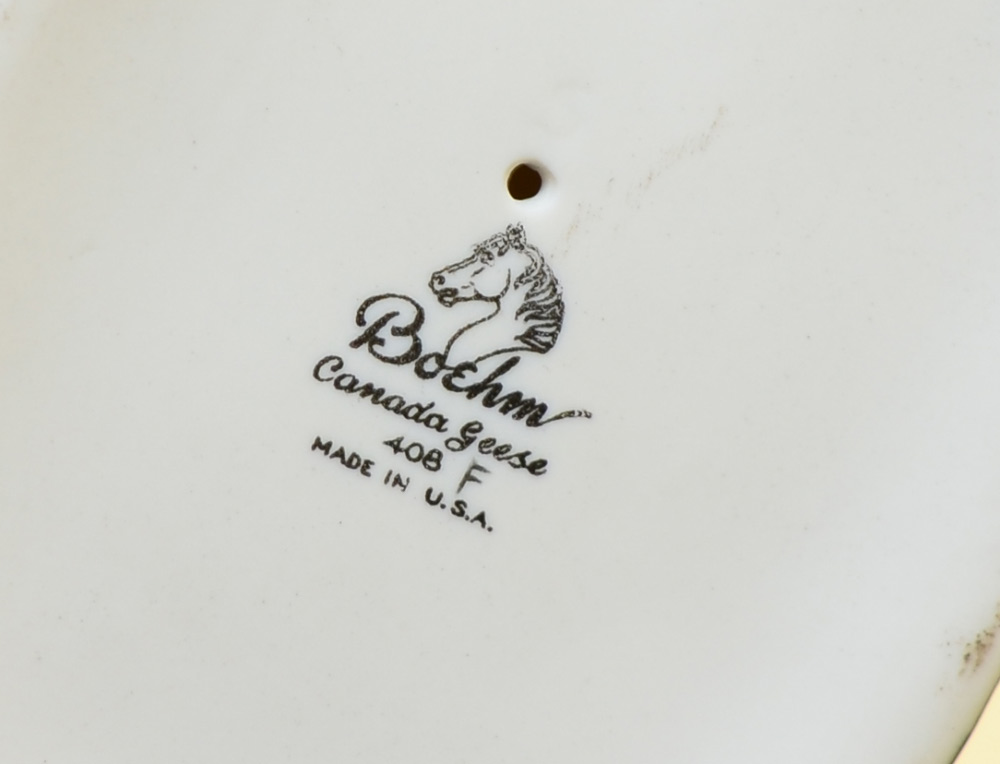 Boehm
Canada Geese
408 F
MADE IN U.S.A.